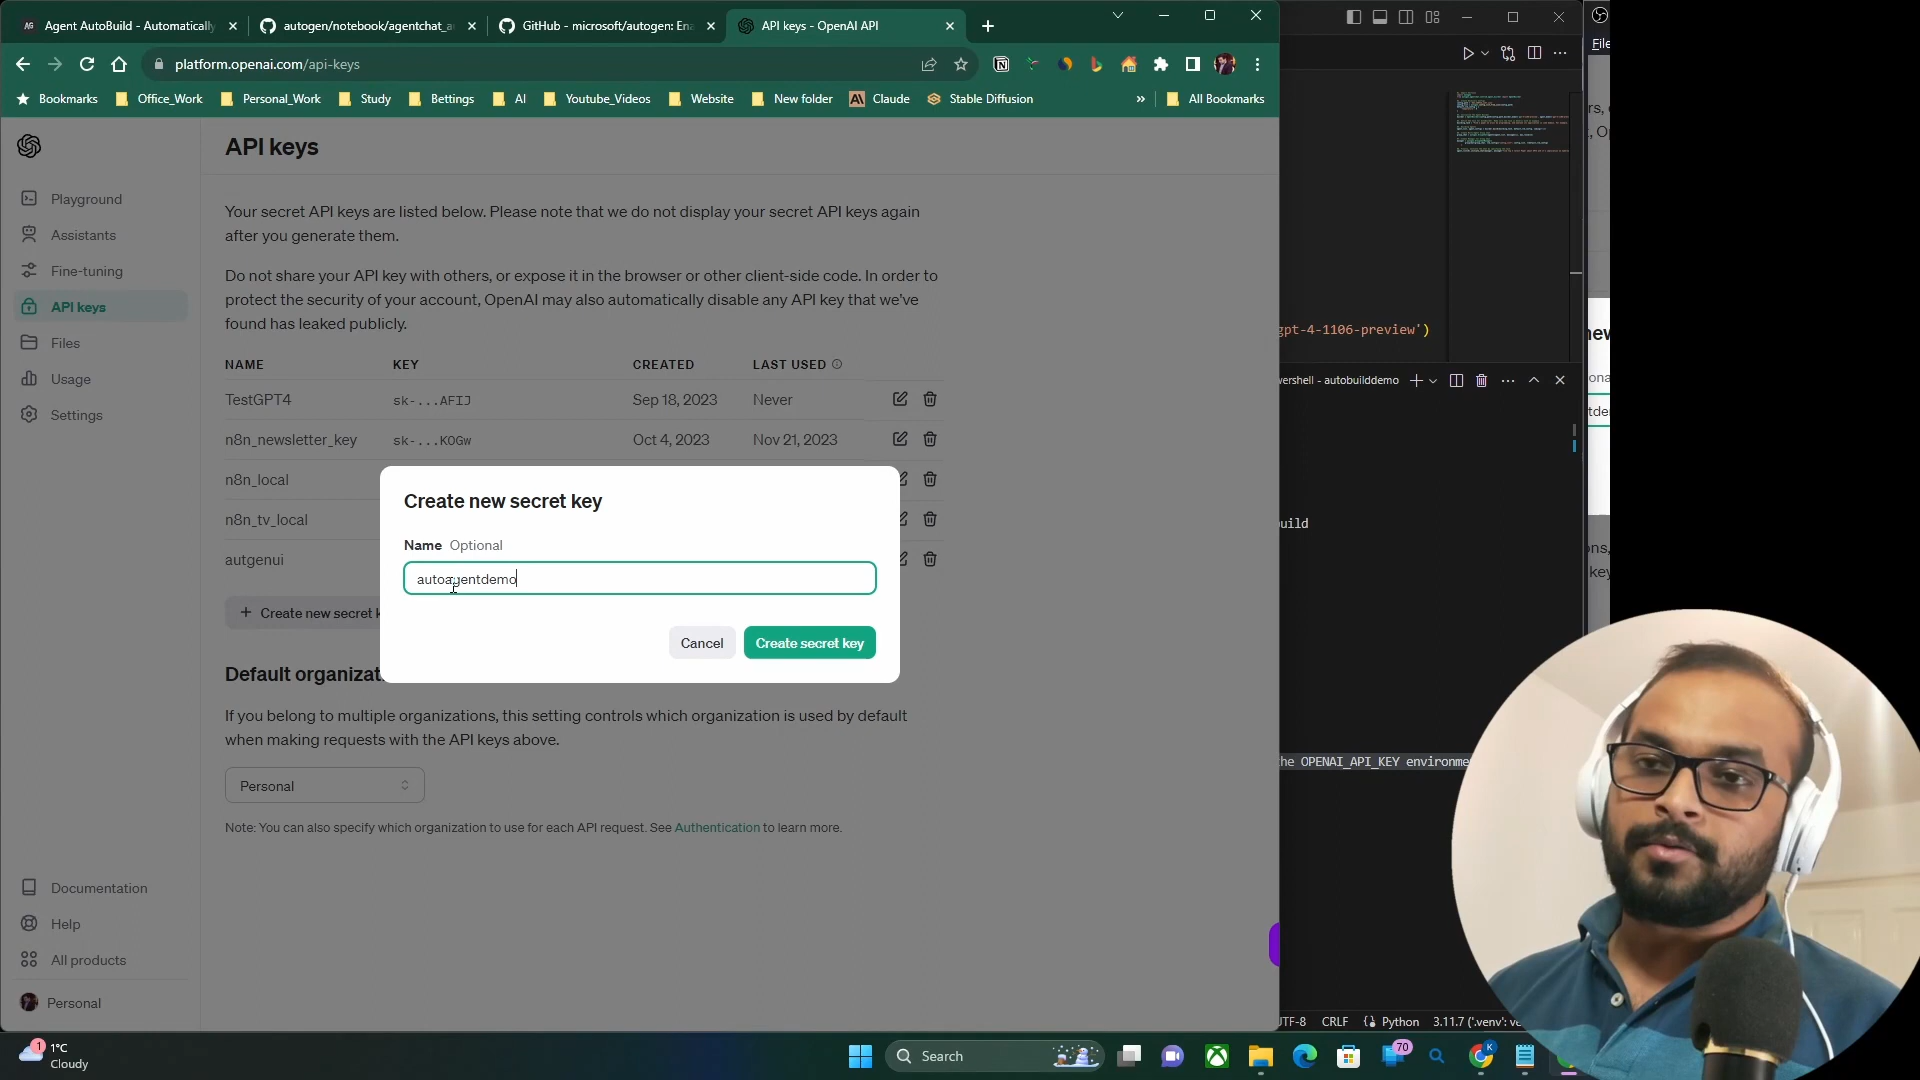 Agent AutoBuild - Automatically
autogen/notebook/agentchat_a
GitHub - microsoft/autogen: Ena
API keys - OpenAI API
platform.openai.com/api-keys
Bookmarks
Office_Work
Personal_Work
Study
Bettings
AI
Youtube_Videos
Website
New folder
Claude
Stable Diffusion
»
All Bookmarks
File
API keys
Playground
Assistants
Fine-tuning
API keys
Files
Usage
Settings
Your secret API keys are listed below. Please note that we do not display your secret API keys again
after you generate them.
Do not share your API key with others, or expose it in the browser or other client-side code. In order to
protect the security of your account, OpenAI may also automatically disable any API key that we've
found has leaked publicly.
NAME KEY CREATED LAST USED
TestGPT4 sk-...AFIJ Sep 18, 2023 Never
n8n_newsletter_key sk-...KOGw Oct 4, 2023 Nov 21, 2023
n8n_local
n8n_tv_local
autgenui
+ Create new secret k
Create new secret key
Name Optional
autoagentdemo
Cancel
Create secret key
Default organizat
If you belong to multiple organizations, this setting controls which organization is used by default
when making requests with the API keys above.
Personal
Note: You can also specify which organization to use for each API request. See Authentication to learn more.
Documentation
Help
All products
Personal
gpt-4-1106-preview')
wershell - autobuilddemo
uild
he OPENAI_API_KEY environme
UTF-8 CRLF Python 3.11.7 ('.venv': ve
1
1°C
Cloudy
Search
70
K